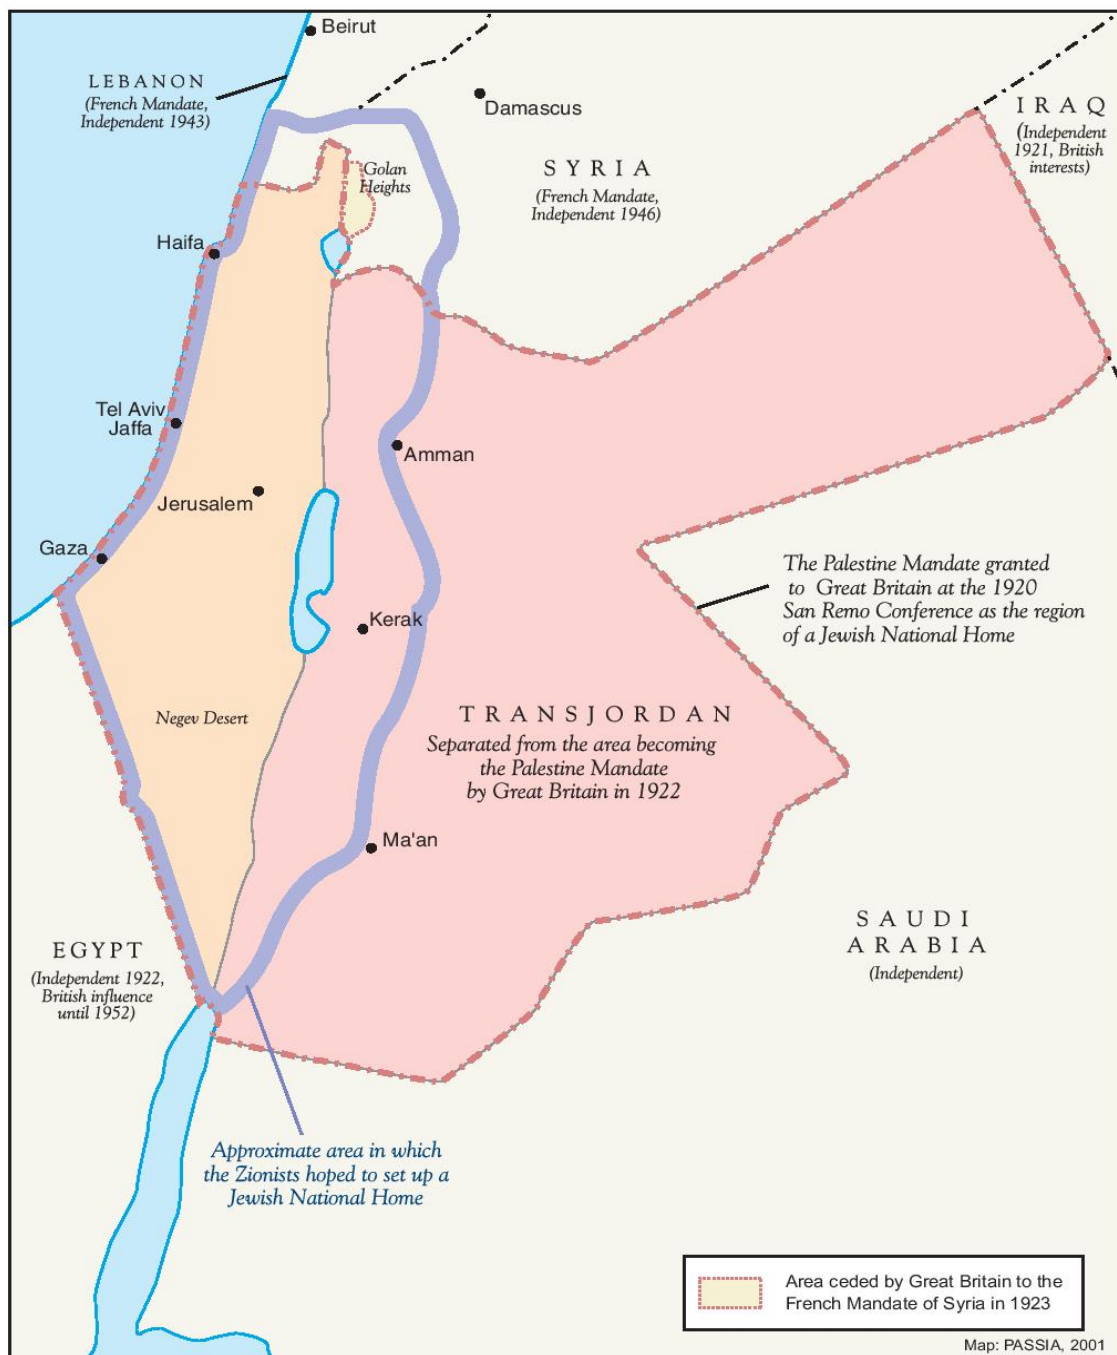 Beirut
LEBANON
(French Mandate,
Independent 1943)
Damascus
IRAQ
(Independent
1921, British
interests)
Golan
Heights
SYRIA
(French Mandate,
Independent 1946)
Haifa
Tel Aviv
Jaffa
Amman
Jerusalem
Gaza
The Palestine Mandate granted
to Great Britain at the 1920
San Remo Conference as the region
of a Jewish National Home
Kerak
Negev Desert
TRANSJORDAN
Separated from the area becoming
the Palestine Mandate
by Great Britain in 1922
Ma'an
SAUDI
ARABIA
(Independent)
EGYPT
(Independent 1922,
British influence
until 1952)
Approximate area in which
the Zionists hoped to set up a
Jewish National Home
Area ceded by Great Britain to the
French Mandate of Syria in 1923
Map: PASSIA, 2001